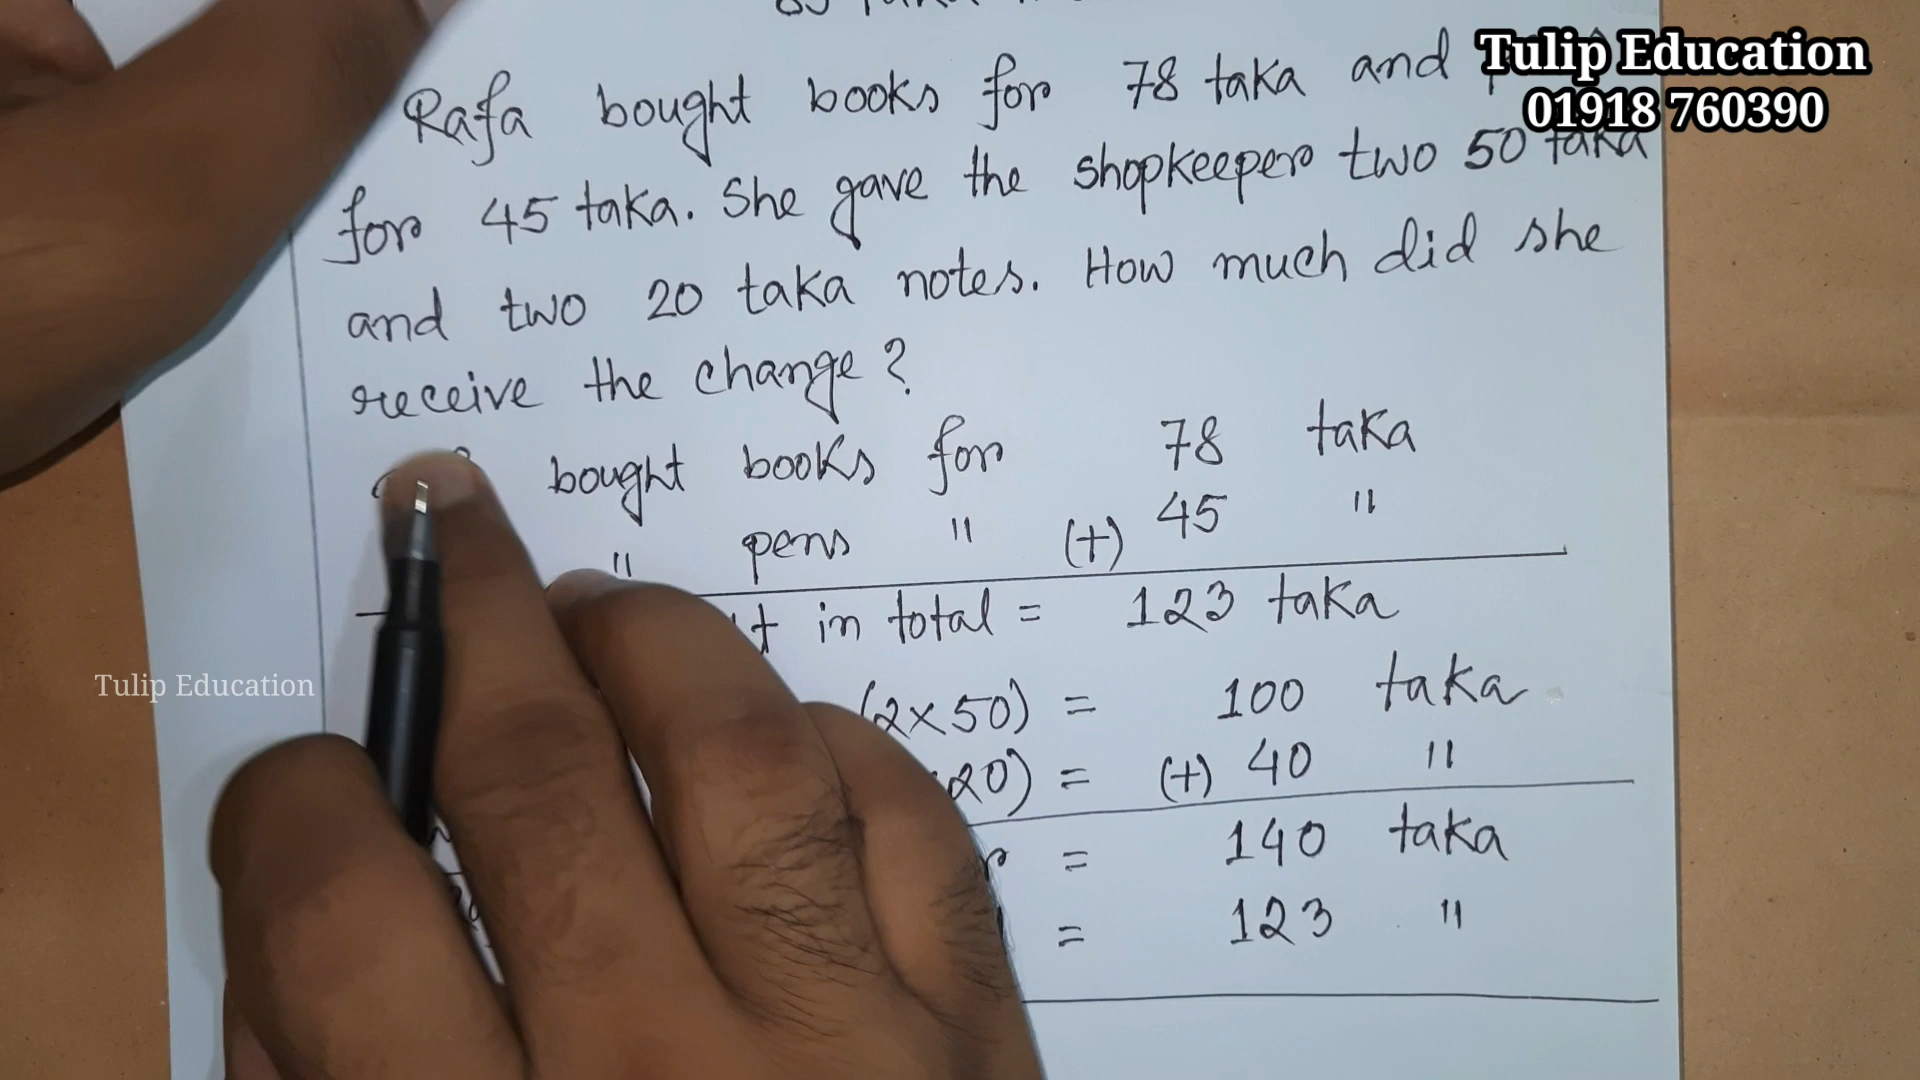 Tulip Education
01918 760390
Rafa bought books for 78 taka and
for 45 taka. She gave the shopkeeper two 50 taka
and two 20 taka notes. How much did she
receive the change?
bought books for 78 taka
" pens " (+) 45 "
in total = 123 taka
(2×50) = 100 taka
20) = (+) 40 "
= 140 taka
= 123 "
Tulip Education